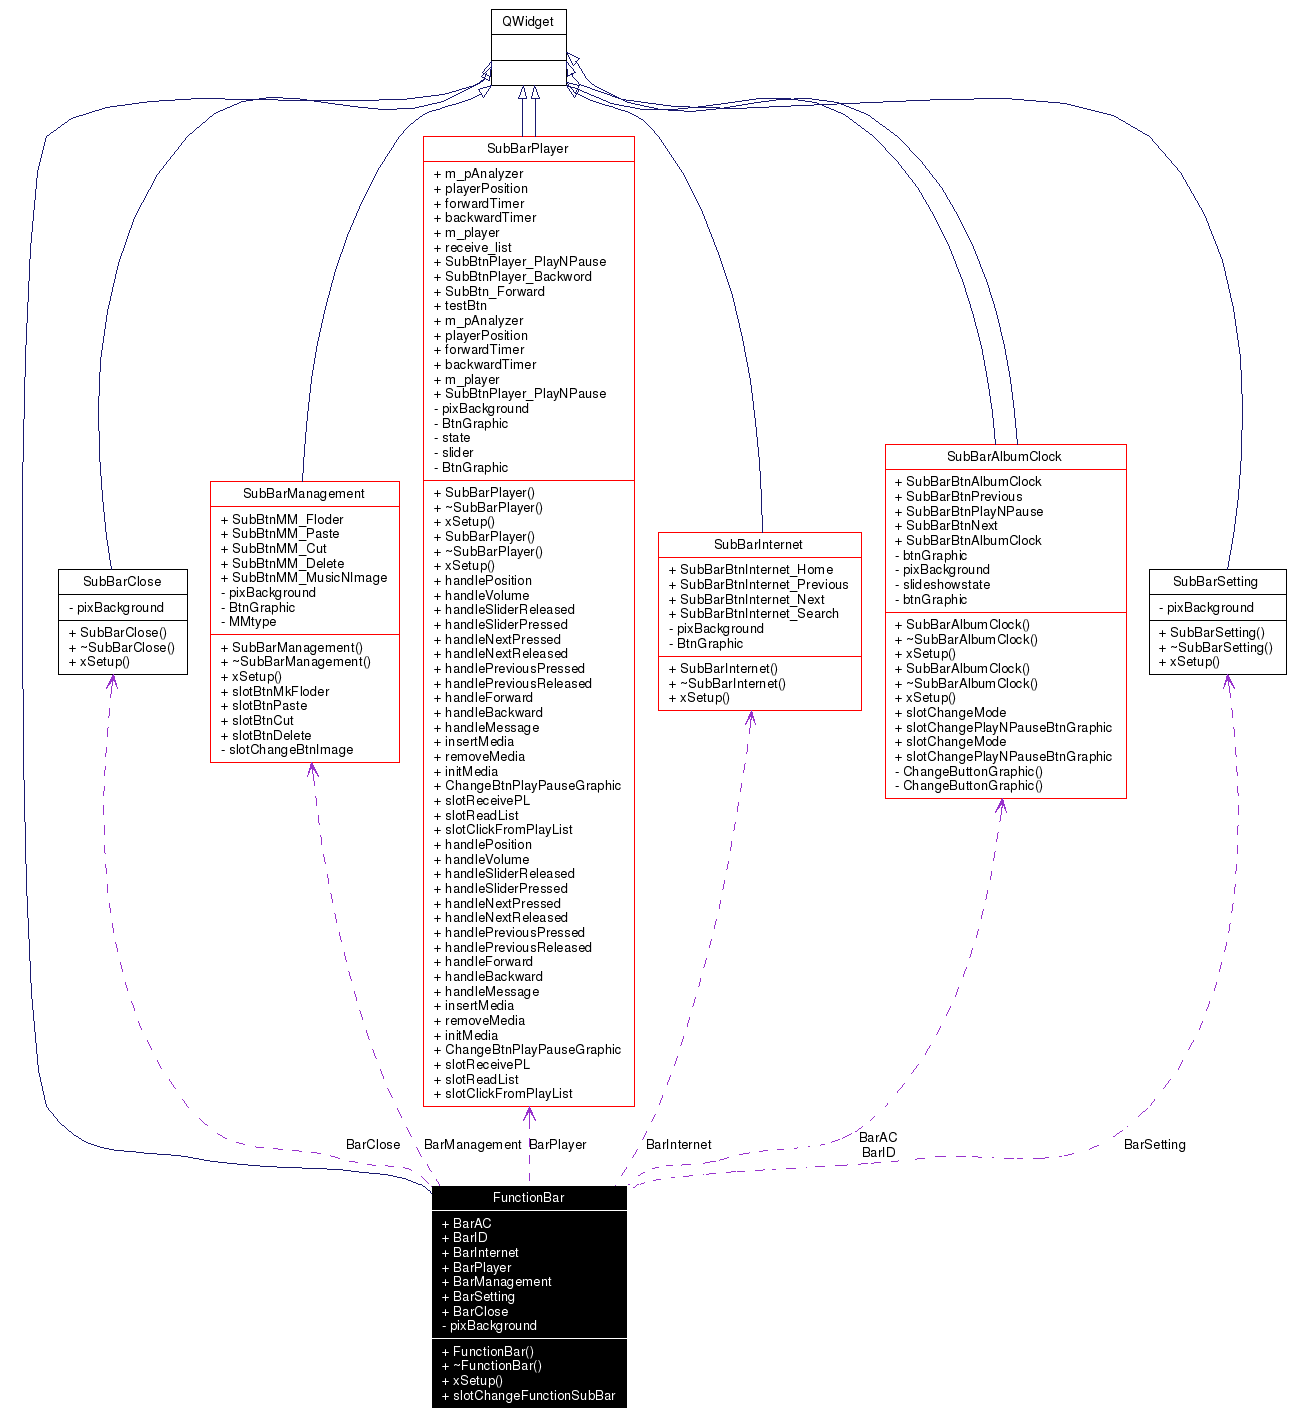 QWidget
SubBarPlayer
+ m_pAnalyzer
+ playerPosition
+ forwardTimer
+ backwardTimer
+ m_player
+ receive_list
+ SubBtnPlayer_PlayNPause
+ SubBtnPlayer_Backword
+ SubBtn_Forward
+ testBtn
+ m_pAnalyzer
+ playerPosition
+ forwardTimer
+ backwardTimer
+ m_player
+ SubBtnPlayer_PlayNPause
- pixBackground
- BtnGraphic
- state
- slider
- BtnGraphic
+ SubBarPlayer()
+ ~SubBarPlayer()
+ xSetup()
+ SubBarPlayer()
+ ~SubBarPlayer()
+ xSetup()
+ handlePosition
+ handleVolume
+ handleSliderReleased
+ handleSliderPressed
+ handleNextPressed
+ handleNextReleased
+ handlePreviousPressed
+ handlePreviousReleased
+ handleForward
+ handleBackward
+ handleMessage
+ insertMedia
+ removeMedia
+ initMedia
+ ChangeBtnPlayPauseGraphic
+ slotReceivePL
+ slotReadList
+ slotClickFromPlayList
+ handlePosition
+ handleVolume
+ handleSliderReleased
+ handleSliderPressed
+ handleNextPressed
+ handleNextReleased
+ handlePreviousPressed
+ handlePreviousReleased
+ handleForward
+ handleBackward
+ handleMessage
+ insertMedia
+ removeMedia
+ initMedia
+ ChangeBtnPlayPauseGraphic
+ slotReceivePL
+ slotReadList
+ slotClickFromPlayList
SubBarClose
- pixBackground
+ SubBarClose()
+ ~SubBarClose()
+ xSetup()
SubBarManagement
+ SubBtnMM_Floder
+ SubBtnMM_Paste
+ SubBtnMM_Cut
+ SubBtnMM_Delete
+ SubBtnMM_MusicNImage
- pixBackground
- BtnGraphic
- MMtype
+ SubBarManagement()
+ ~SubBarManagement()
+ xSetup()
+ slotBtnMkFloder
+ slotBtnPaste
+ slotBtnCut
+ slotBtnDelete
- slotChangeBtnImage
SubBarInternet
+ SubBarBtnInternet_Home
+ SubBarBtnInternet_Previous
+ SubBarBtnInternet_Next
+ SubBarBtnInternet_Search
- pixBackground
- BtnGraphic
+ SubBarInternet()
+ ~SubBarInternet()
+ xSetup()
SubBarAlbumClock
+ SubBarBtnAlbumClock
+ SubBarBtnPrevious
+ SubBarBtnPlayNPause
+ SubBarBtnNext
+ SubBarBtnAlbumClock
- btnGraphic
- pixBackground
- slideshowstate
- btnGraphic
+ SubBarAlbumClock()
+ ~SubBarAlbumClock()
+ xSetup()
+ SubBarAlbumClock()
+ ~SubBarAlbumClock()
+ xSetup()
+ slotChangeMode
+ slotChangePlayNPauseBtnGraphic
+ slotChangeMode
+ slotChangePlayNPauseBtnGraphic
- ChangeButtonGraphic()
- ChangeButtonGraphic()
SubBarSetting
- pixBackground
+ SubBarSetting()
+ ~SubBarSetting()
+ xSetup()
BarClose
BarManagement
BarPlayer
BarInternet
BarAC
BarID
BarSetting
FunctionBar
+ BarAC
+ BarID
+ BarInternet
+ BarPlayer
+ BarManagement
+ BarSetting
+ BarClose
- pixBackground
+ FunctionBar()
+ ~FunctionBar()
+ xSetup()
+ slotChangeFunctionSubBar